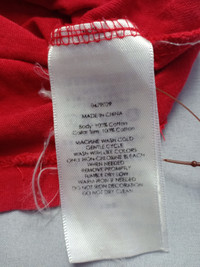 MADE IN CHINA
Body: 100% Cotton
100% Cotton
MACHINE WASH COLD
GENTLE CYCLE
WASH WITH LIKE COLORS
ONLY NON-CHLORINE BLEACH
WHEN NEEDED
REMOVE PROMPTLY
TUMBLE DRY LOW
WARM IRON IF NEEDED
DO NOT IRON DECORATION
DO NOT DRY CLEAN